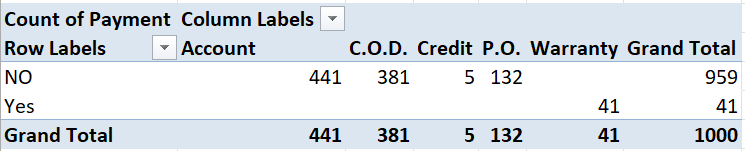 Count of Payment Column Labels
Row Labels Account C.O.D. Credit P.O. Warranty Grand Total
NO 441 381 5 132 959
Yes 41 41
Grand Total 441 381 5 132 41 1000